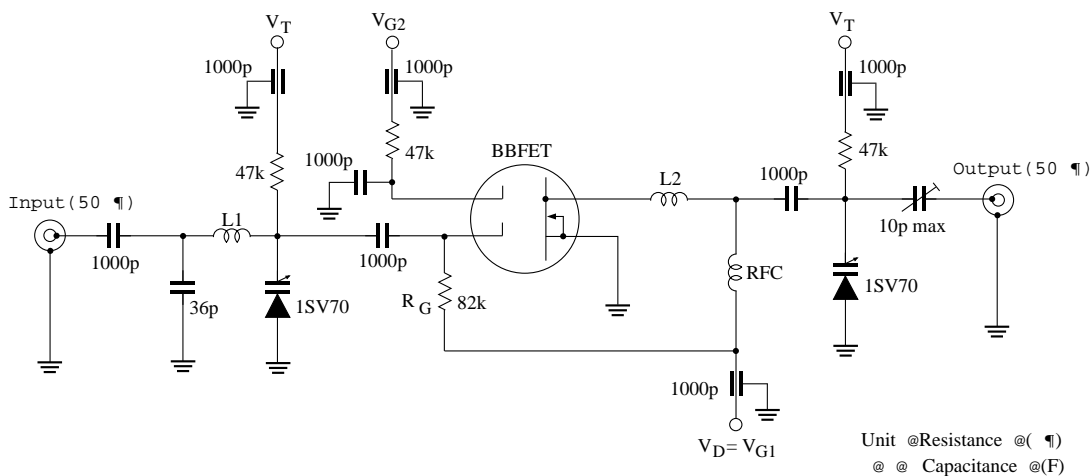 V_T
V_G2
V_T
1000p
1000p
1000p
47k
BBFET
47k
1000p
47k
L2
1000p
Output(50 ¶)
Input(50 ¶)
L1
10p max
1000p
1000p
RFC
36p
1SV70
R_G
82k
1SV70
1000p
V_D= V_G1
Unit @Resistance @( ¶)
@ @ Capacitance @(F)